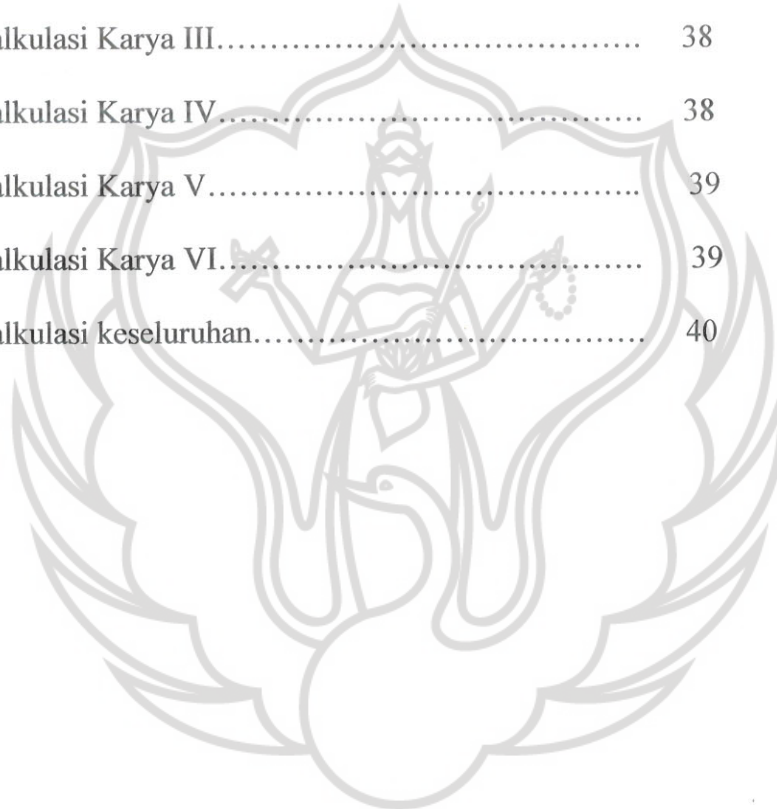 alkulasi Karya III…………………………………. 38
alkulasi Karya IV…………………………………. 38
alkulasi Karya V………………………………….. 39
alkulasi Karya VI…………………………………. 39
alkulasi keseluruhan………………………………. 40